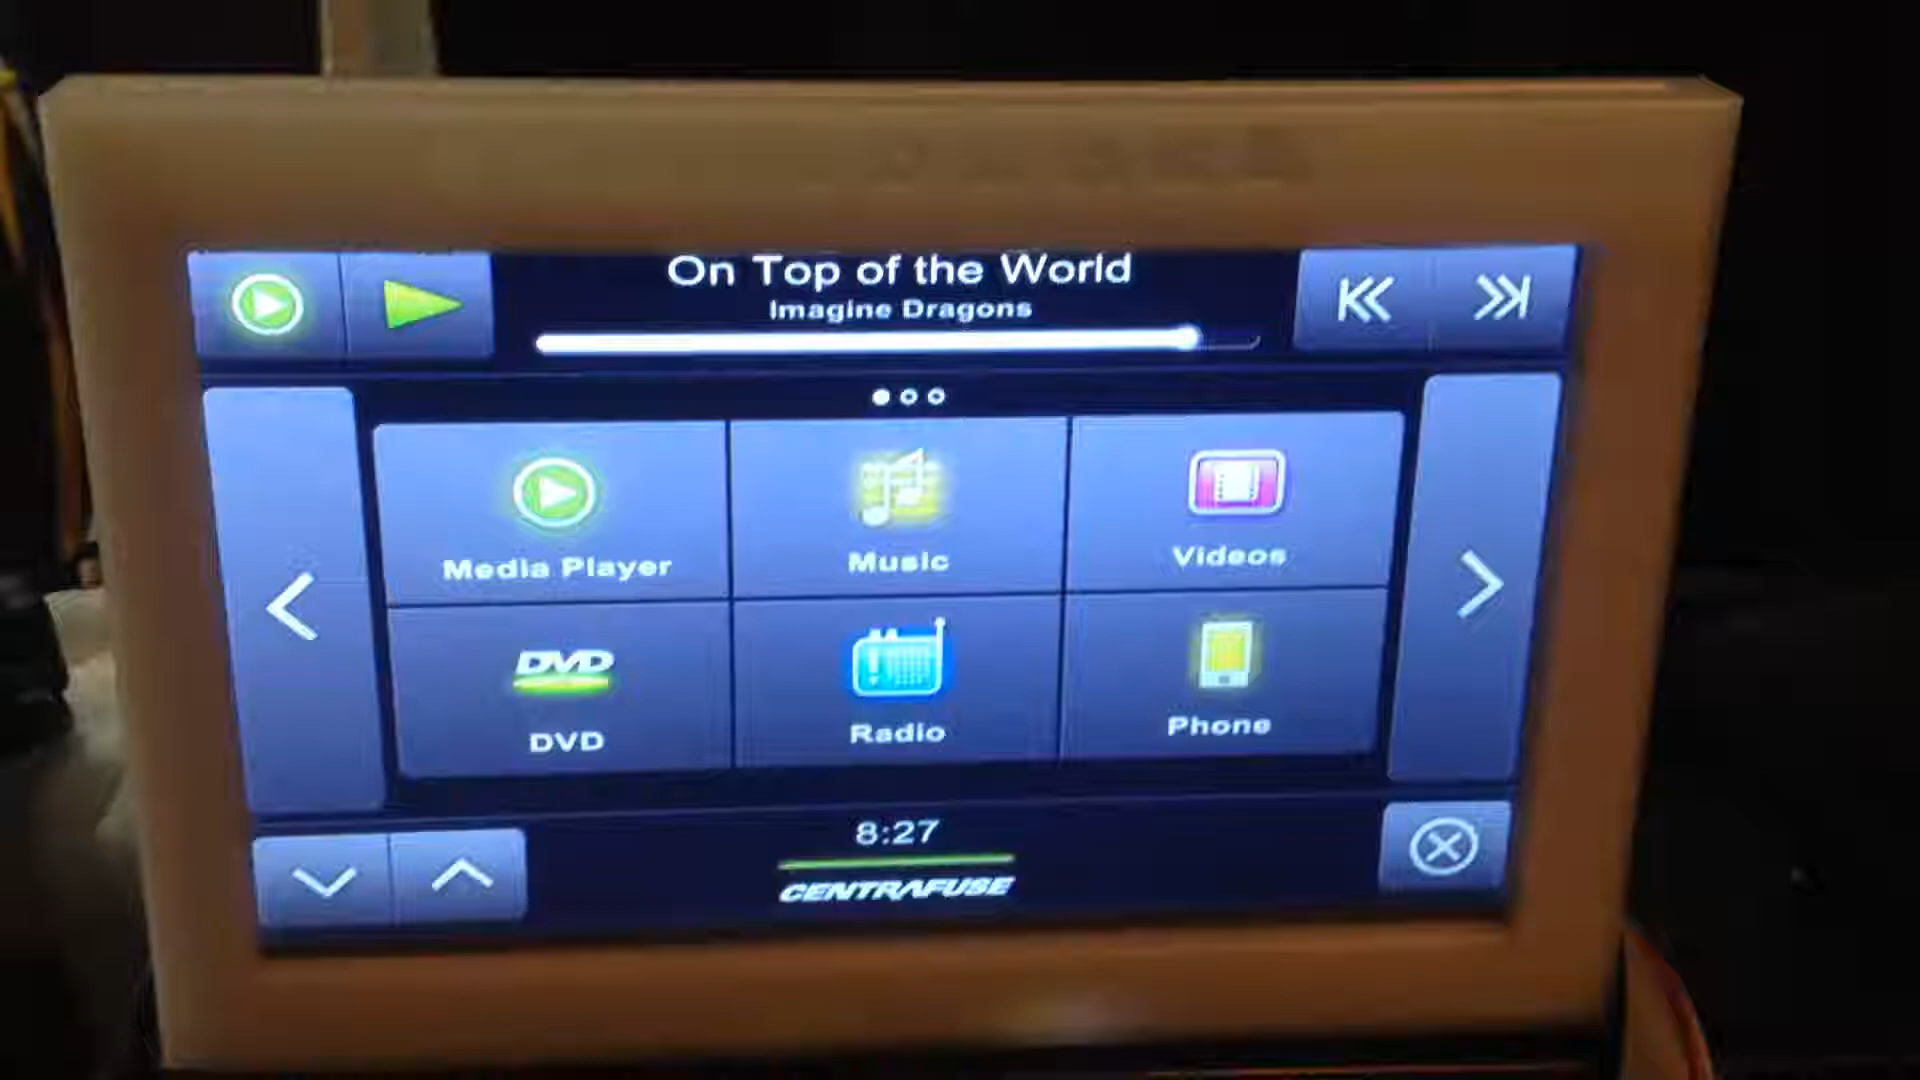 On Top of the World
Imagine Dragons
Media Player
Music
Videos
DVD
DVD
Radio
Phone
8:27
CENTRAFUSE